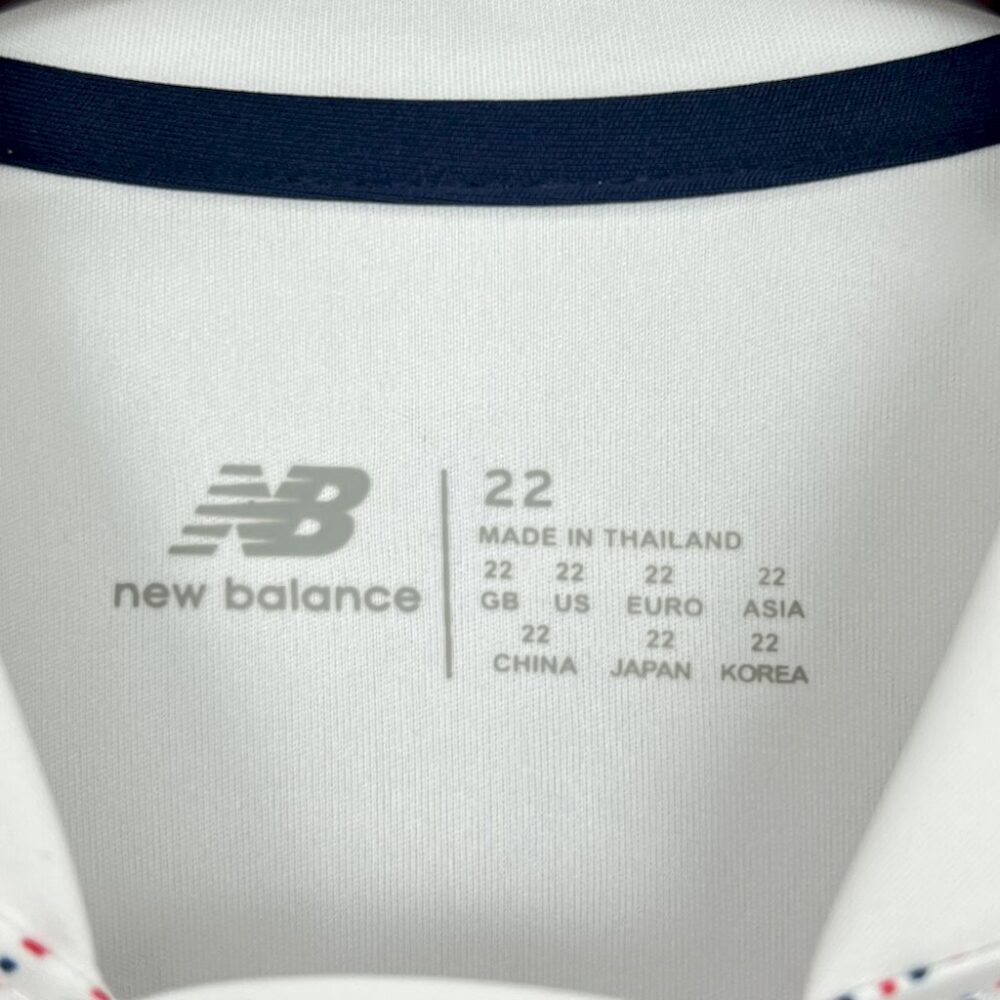 NB
new balance
22
MADE IN THAILAND
22 22 22 22
GB US EURO ASIA
22 22 22
CHINA JAPAN KOREA